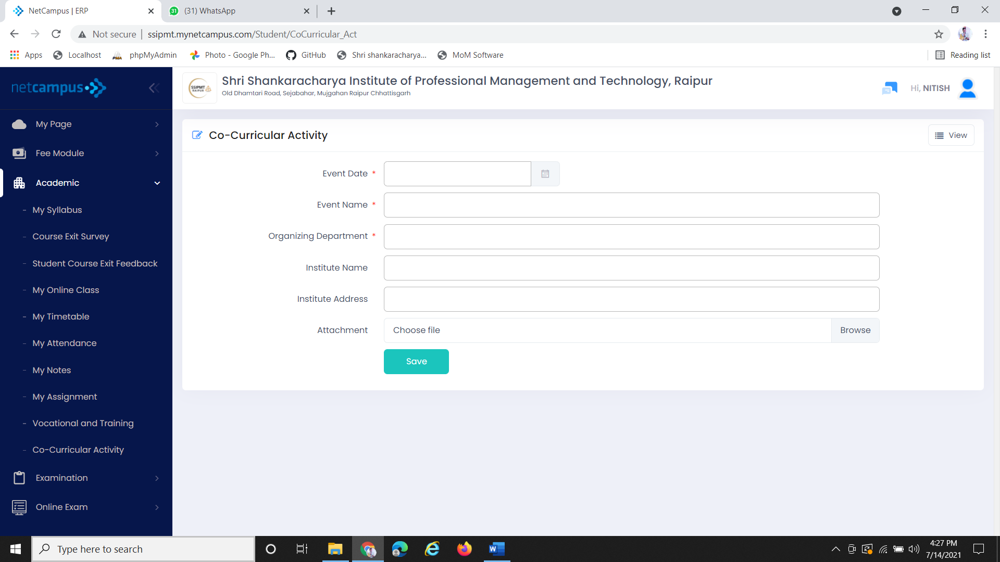 NetCampus | ERP
31
(31) WhatsApp
Not secure
ssipmt.mynetcampus.com/Student/CoCurricular_Act
Apps
Localhost
PMA
phpMyAdmin
Photo - Google Ph...
GitHub
Shri shankaracharya...
MoM Software
Reading list
netcampus
SSIPMT RAIPUR
Shri Shankaracharya Institute of Professional Management and Technology, Raipur
Old Dhamtari Road, Sejabahar, Mujgahan Raipur Chhattisgarh
Hi, NITISH
My Page
Fee Module
Academic
- My Syllabus
- Course Exit Survey
- Student Course Exit Feedback
- My Online Class
- My Timetable
- My Attendance
- My Notes
- My Assignment
- Vocational and Training
- Co-Curricular Activity
Examination
Online Exam
Co-Curricular Activity
View
Event Date *
Event Name *
Organizing Department *
Institute Name
Institute Address
Attachment
Choose file
Browse
Save
Type here to search
W
4:27 PM
7/14/2021